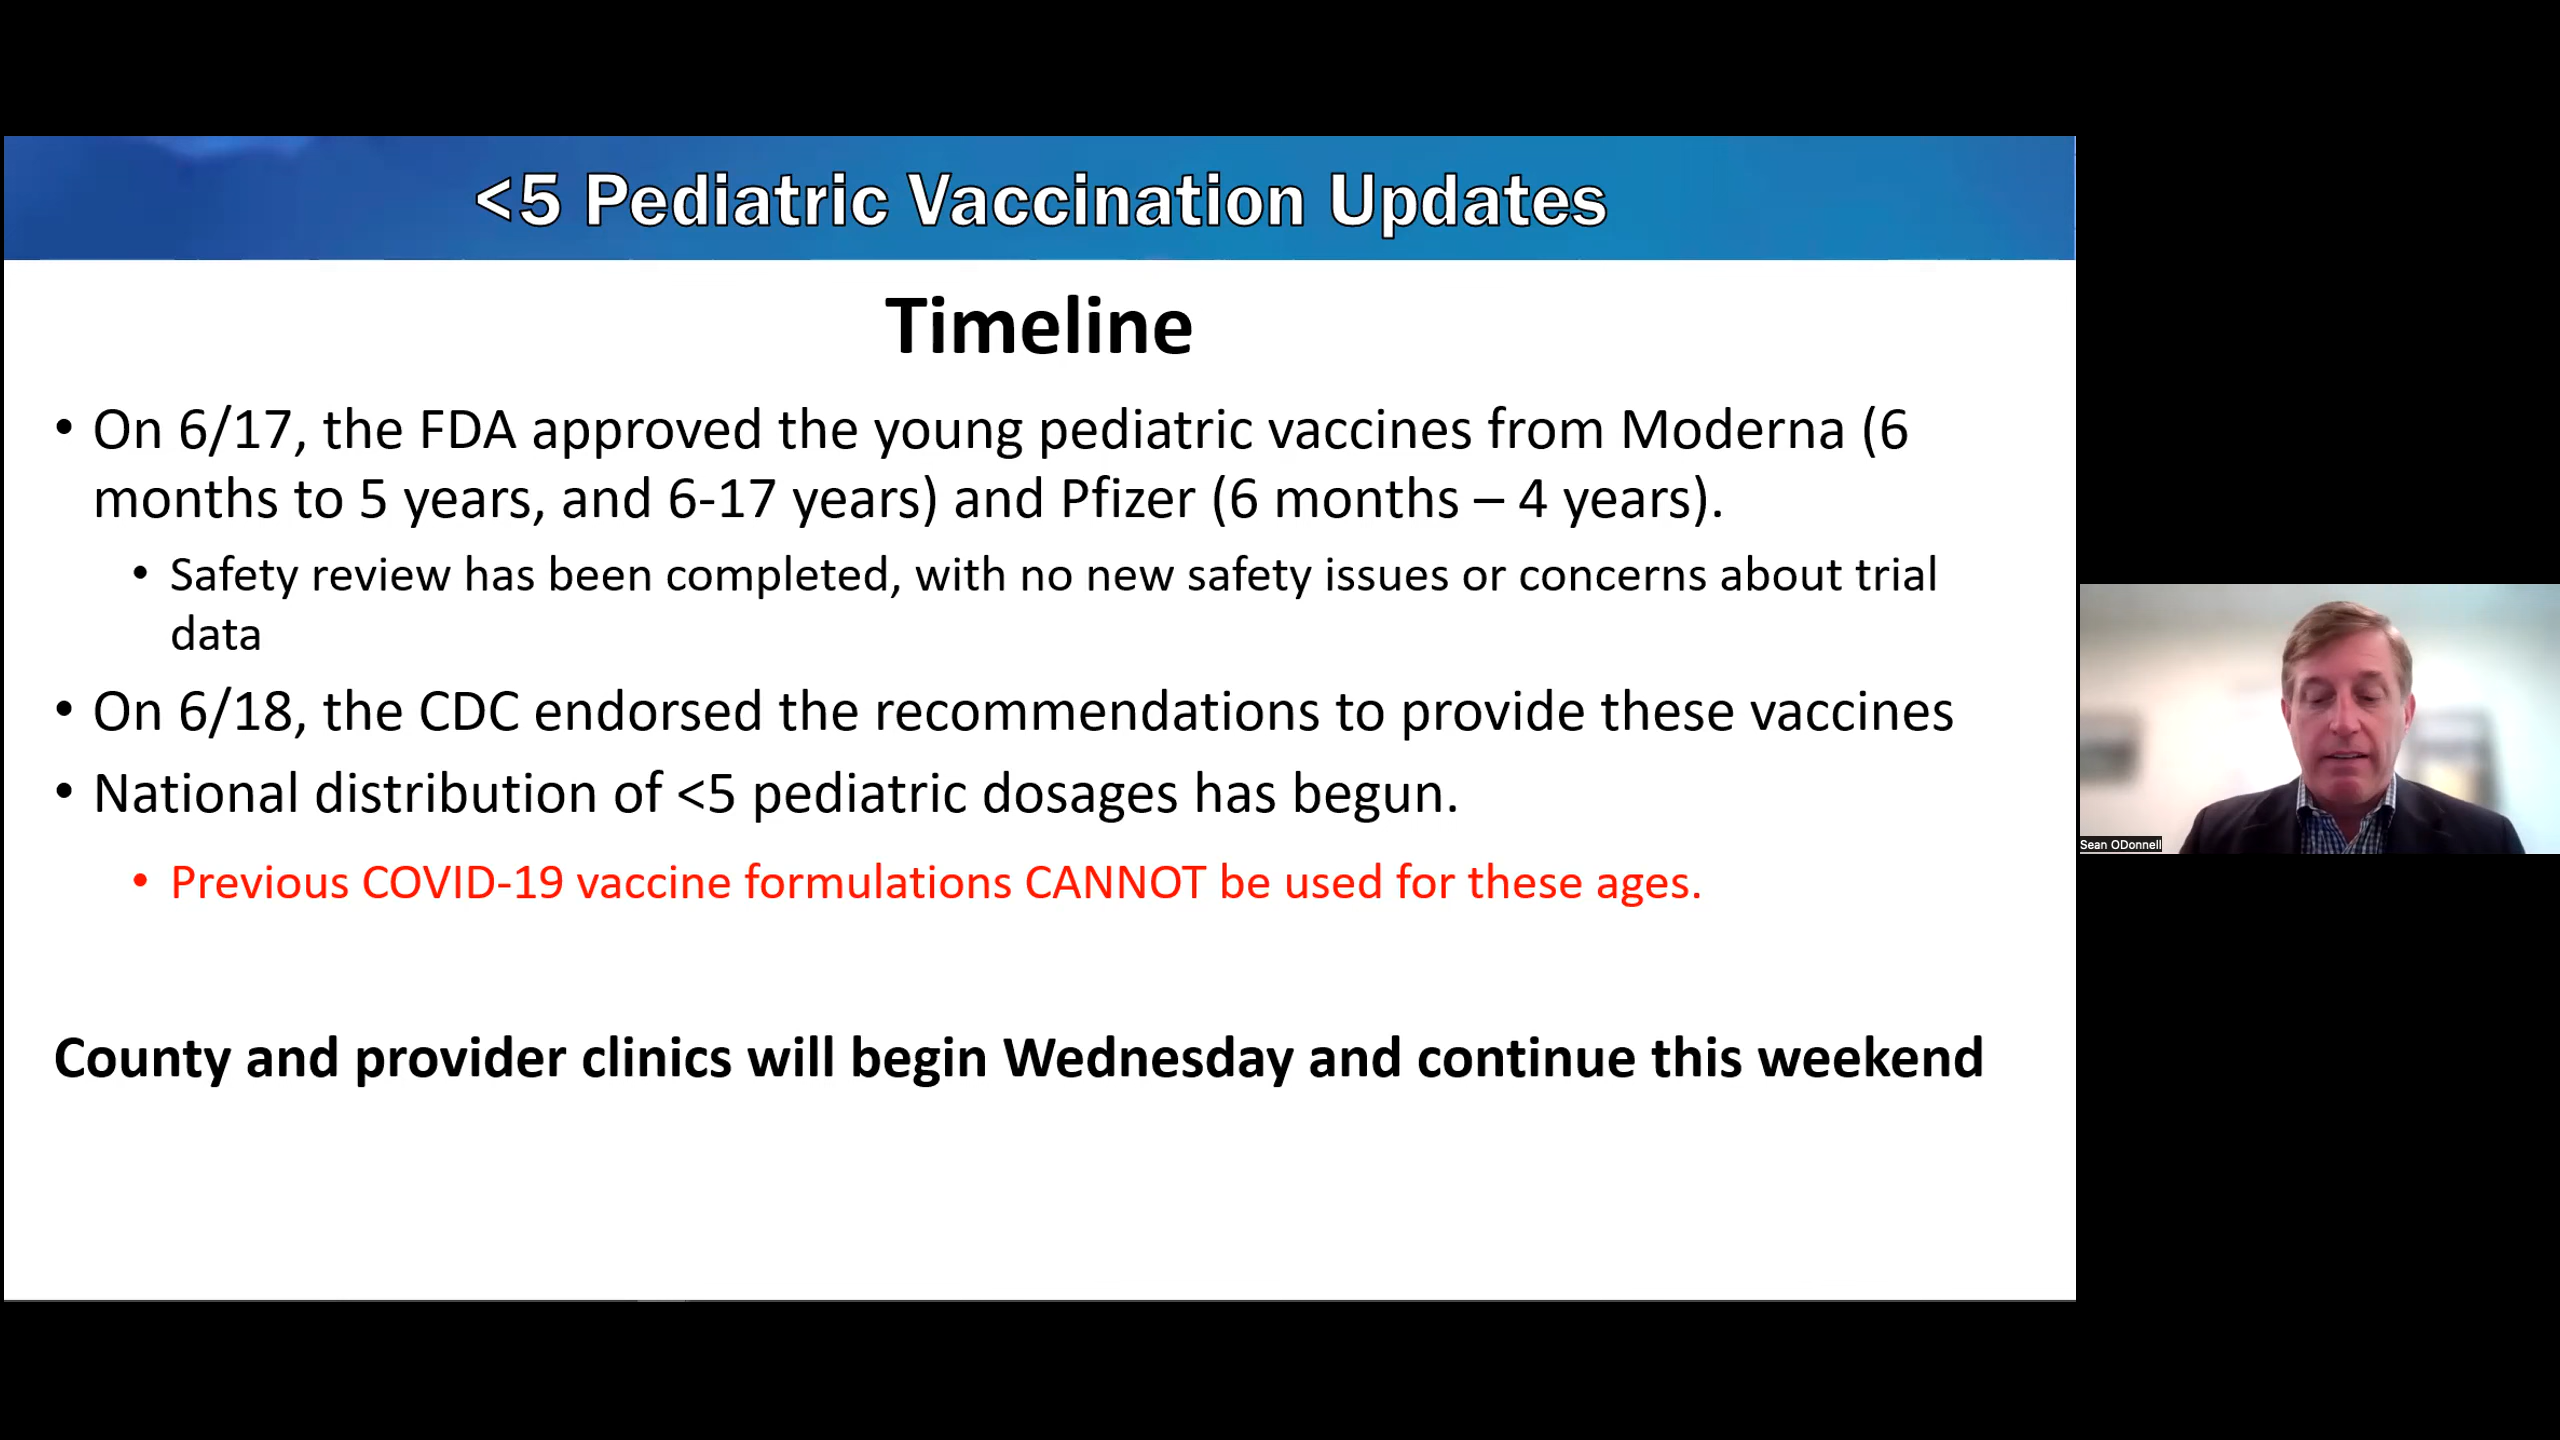 <5 Pediatric Vaccination Updates
Timeline
• On 6/17, the FDA approved the young pediatric vaccines from Moderna (6
months to 5 years, and 6-17 years) and Pfizer (6 months – 4 years).
• Safety review has been completed, with no new safety issues or concerns about trial
data
• On 6/18, the CDC endorsed the recommendations to provide these vaccines
• National distribution of <5 pediatric dosages has begun.
• Previous COVID-19 vaccine formulations CANNOT be used for these ages.
County and provider clinics will begin Wednesday and continue this weekend
Sean ODonnell